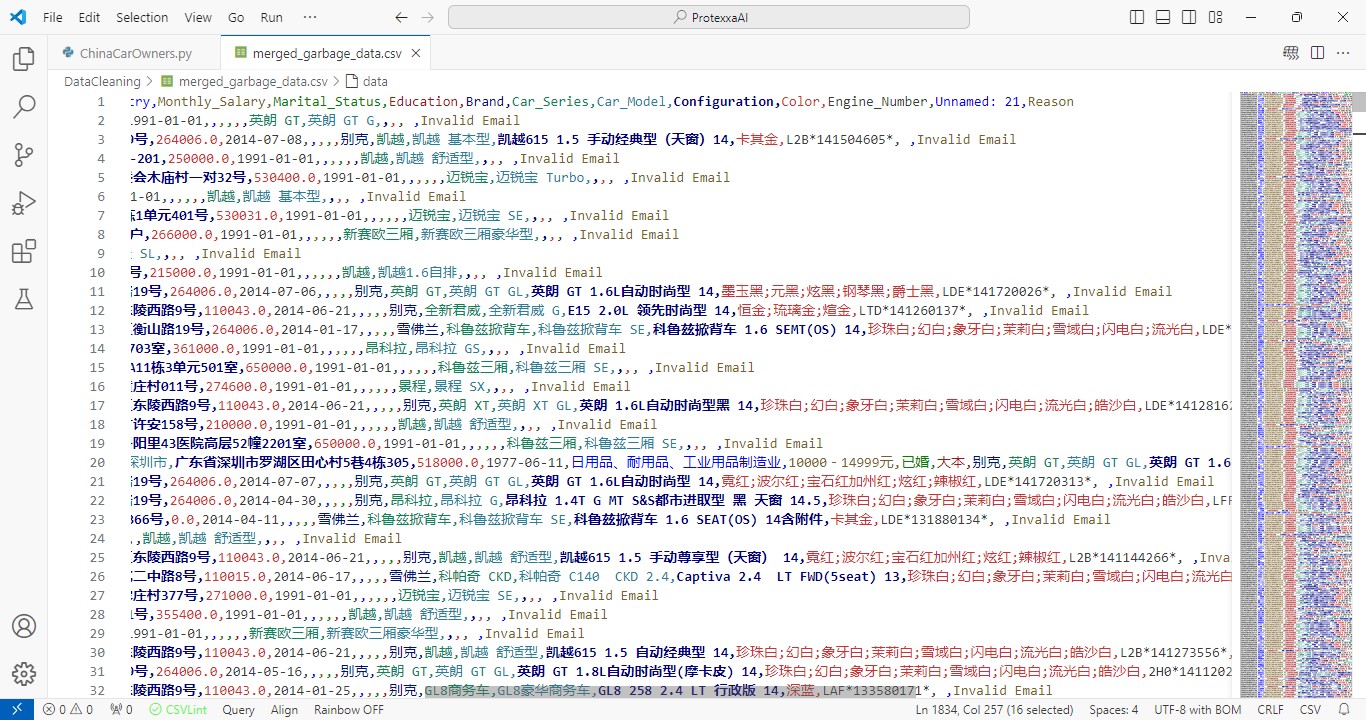 File Edit Selection View Go Run ··· ProtexxaAI
ChinaCarOwners.py merged_garbage_data.csv
DataCleaning > merged_garbage_data.csv > data
1 ry,Monthly_Salary,Marital_Status,Education,Brand,Car_Series,Car_Model,Configuration,Color,Engine_Number,Unnamed: 21,Reason
2 .991-01-01,,,,,,英朗 GT,英朗 GT G,,,, ,Invalid Email
3 号,264006.0,2014-07-08,,,,,别克,凯越,凯越 基本型,凯越615 1.5 手动经典型 (天窗) 14,卡其金,L2B*141504605*, ,Invalid Email
4 -201,250000.0,1991-01-01,,,,,,凯越,凯越 舒适型,,,, ,Invalid Email
5 会木庙村一对32号,530400.0,1991-01-01,,,,,,迈锐宝,迈锐宝 Turbo,,,, ,Invalid Email
6 1-01,,,,,,凯越,凯越 基本型,,,, ,Invalid Email
7 1单元401号,530031.0,1991-01-01,,,,,,迈锐宝,迈锐宝 SE,,,, ,Invalid Email
8 户,266000.0,1991-01-01,,,,,,新赛欧三厢,新赛欧三厢豪华型,,,, ,Invalid Email
9 SL,,,, ,Invalid Email
10 号,215000.0,1991-01-01,,,,,,凯越,凯越1.6自排,,,, ,Invalid Email
11 19号,264006.0,2014-07-06,,,,,别克,英朗 GT,英朗 GT GL,英朗 GT 1.6L自动时尚型 14,墨玉黑;元黑;炫黑;钢琴黑;爵士黑,LDE*141720026*, ,Invalid Email
12 陵西路9号,110043.0,2014-06-21,,,,,别克,全新君威,全新君威 G,E15 2.0L 领先时尚型 14,恒金;琉璃金;煊金,LTD*141260137*, ,Invalid Email
13 衡山路19号,264006.0,2014-01-17,,,,,雪佛兰,科鲁兹掀背车,科鲁兹掀背车 SE,科鲁兹掀背车 1.6 SEMT(OS) 14,珍珠白;幻白;象牙白;茉莉白;雪域白;闪电白;流光白,LDE*
14 703室,361000.0,1991-01-01,,,,,,昂科拉,昂科拉 GS,,,, ,Invalid Email
15 A11栋3单元501室,650000.0,1991-01-01,,,,,,科鲁兹三厢,科鲁兹三厢 SE,,,, ,Invalid Email
16 庄村011号,274600.0,1991-01-01,,,,,,景程,景程 SX,,,, ,Invalid Email
17 东陵西路9号,110043.0,2014-06-21,,,,,别克,英朗 XT,英朗 XT GL,英朗 1.6L自动时尚型黑 14,珍珠白;幻白;象牙白;茉莉白;雪域白;闪电白;流光白;皓沙白,LDE*1412816
18 许安158号,210000.0,1991-01-01,,,,,,凯越,凯越 舒适型,,,, ,Invalid Email
19 阳里43医院高层52幢2201室,650000.0,1991-01-01,,,,,,科鲁兹三厢,科鲁兹三厢 SE,,,, ,Invalid Email
20 深圳市,广东省深圳市罗湖区田心村5巷4栋305,518000.0,1977-06-11,日用品、耐用品、工业用品制造业,10000-14999元,已婚,大本,别克,英朗 GT,英朗 GT GL,英朗 GT 1.6
21 19号,264006.0,2014-07-07,,,,,别克,英朗 GT,英朗 GT GL,英朗 GT 1.6L自动时尚型 14,霓红;波尔红;宝石红加州红;炫红;辣椒红,LDE*141720313*, ,Invalid Email
22 19号,264006.0,2014-04-30,,,,,别克,昂科拉,昂科拉 G,昂科拉 1.4T G MT S&S都市进取型 黑 天窗 14.5,珍珠白;幻白;象牙白;茉莉白;雪域白;闪电白;流光白;皓沙白,LFF
23 366号,0.0,2014-04-11,,,,,雪佛兰,科鲁兹掀背车,科鲁兹掀背车 SE,科鲁兹掀背车 1.6 SEAT(OS) 14含附件,卡其金,LDE*131880134*, ,Invalid Email
24 ,凯越,凯越 舒适型,,,, ,Invalid Email
25 东陵西路9号,110043.0,2014-06-21,,,,,别克,凯越,凯越 舒适型,凯越615 1.5 手动尊享型 (天窗) 14,霓红;波尔红;宝石红加州红;炫红;辣椒红,L2B*141144266*, ,Inva
26 二中路8号,110015.0,2014-06-17,,,,,雪佛兰,科帕奇 CKD,科帕奇 C140 CKD 2.4,Captiva 2.4 LT FWD(5seat) 13,珍珠白;幻白;象牙白;茉莉白;雪域白;闪电白;流光白
27 庄村377号,271000.0,1991-01-01,,,,,,迈锐宝,迈锐宝 SE,,,, ,Invalid Email
28 号,355400.0,1991-01-01,,,,,,凯越,凯越 舒适型,,,, ,Invalid Email
29 .991-01-01,,,,,,新赛欧三厢,新赛欧三厢豪华型,,,, ,Invalid Email
30 陵西路9号,110043.0,2014-06-21,,,,,别克,凯越,凯越 舒适型,凯越615 1.5 自动经典型 14,珍珠白;幻白;象牙白;茉莉白;雪域白;闪电白;流光白;皓沙白,L2B*141273556*,
31 号,264006.0,2014-05-16,,,,,别克,英朗 GT,英朗 GT GL,英朗 GT 1.8L自动时尚型(摩卡皮) 14,珍珠白;幻白;象牙白;茉莉白;雪域白;闪电白;流光白;皓沙白,2H0*1411202
32 陵西路9号,110043.0,2014-01-25,,,,,别克,GL8商务车,GL8豪华商务车,GL8 258 2.4 LT 行政版 14,深蓝,LAF*133580171*, ,Invalid Email
0 0 0 CSVLint Query Align Rainbow OFF Ln 1834, Col 257 (16 selected) Spaces: 4 UTF-8 with BOM CRLF CSV